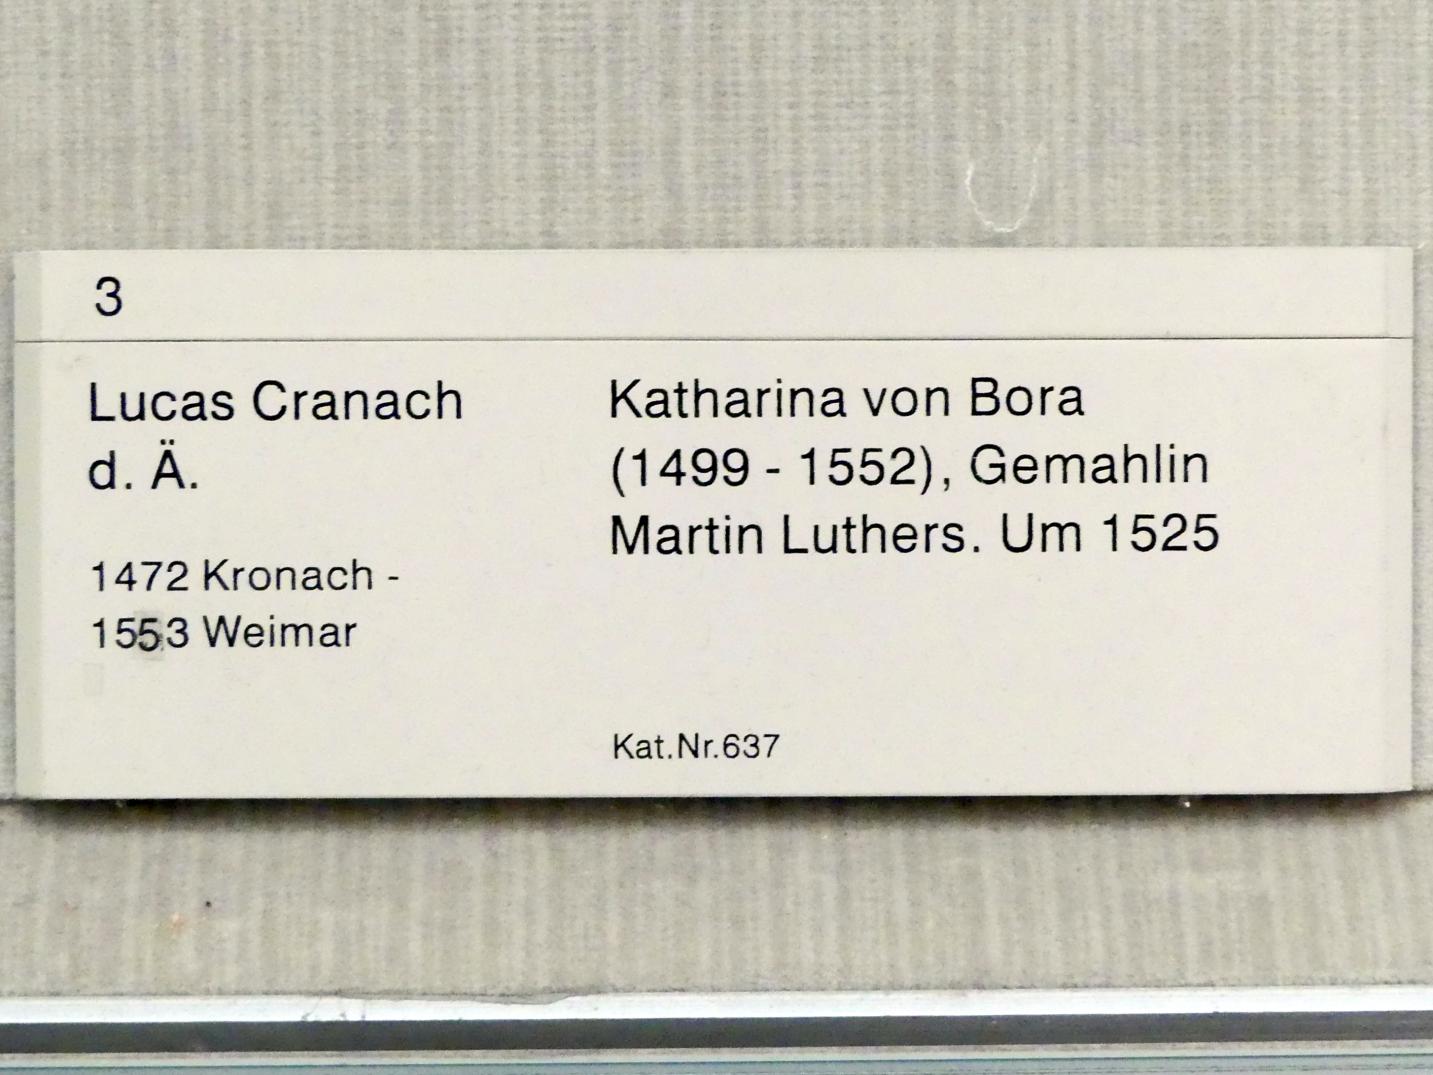 3
Lucas Cranach
d. Ä.
1472 Kronach -
1553 Weimar
Katharina von Bora
(1499 - 1552), Gemahlin
Martin Luthers. Um 1525
Kat.Nr.637